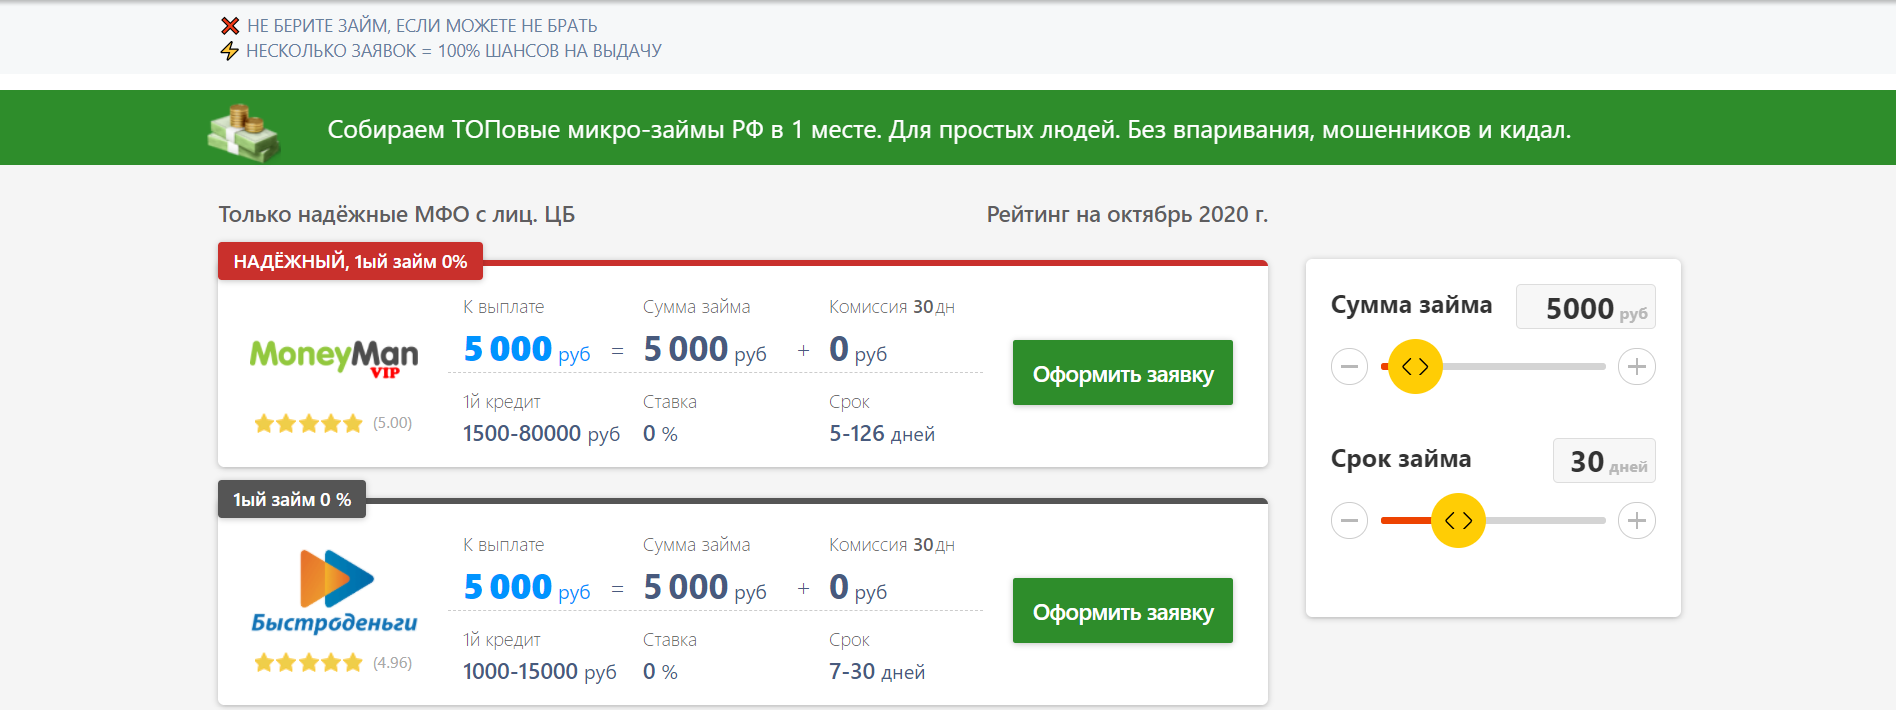 НЕ БЕРИТЕ ЗАЙМ, ЕСЛИ МОЖЕТЕ НЕ БРАТЬ
НЕСКОЛЬКО ЗАЯВОК = 100% ШАНСОВ НА ВЫДАЧУ
Собираем ТОПовые микро-займы РФ в 1 месте. Для простых людей. Без впаривания, мошенников и кидал.
Только надёжные МФО с лиц. ЦБ
Рейтинг на октябрь 2020 г.
НАДЁЖНЫЙ, 1ый займ 0%
MoneyMan
VIP
(5.00)
К выплате Сумма займа Комиссия 30дн
5 000 руб = 5 000 руб + 0 руб
1й кредит Ставка Срок
1500-80000 руб 0 % 5-126 дней
Оформить заявку
1ый займ 0 %
Быстроденьги
(4.96)
К выплате Сумма займа Комиссия 30дн
5 000 руб = 5 000 руб + 0 руб
1й кредит Ставка Срок
1000-15000 руб 0 % 7-30 дней
Оформить заявку
Сумма займа 5000 руб
Срок займа 30 дней